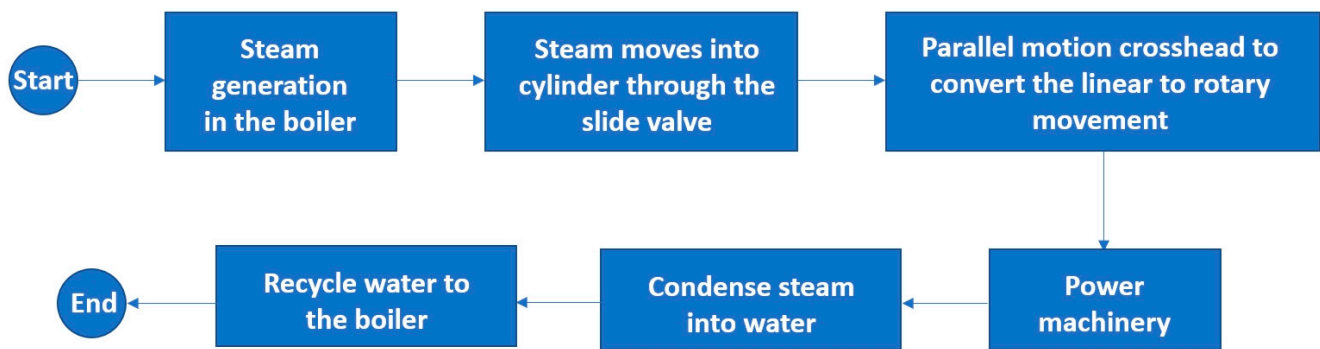 Start
Steam
generation
in the boiler
Steam moves into
cylinder through the
slide valve
Parallel motion crosshead to
convert the linear to rotary
movement
Power
machinery
Condense steam
into water
Recycle water to
the boiler
End